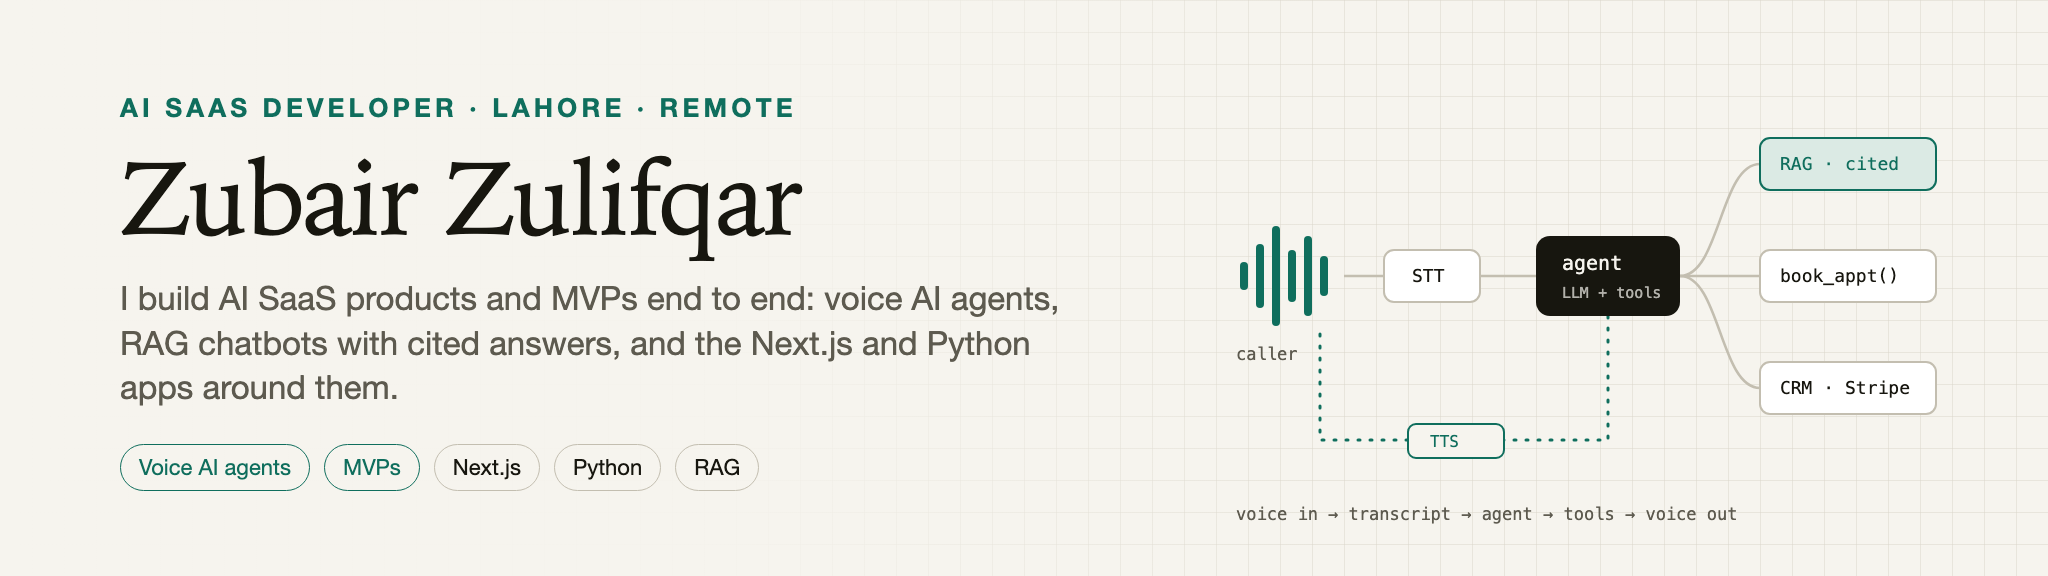 AI SAAS DEVELOPER · LAHORE · REMOTE
Zubair Zulifqar
I build AI SaaS products and MVPs end to end: voice AI agents,
RAG chatbots with cited answers, and the Next.js and Python
apps around them.
Voice AI agents
MVPs
Next.js
Python
RAG
caller
STT
agent
LLM + tools
RAG · cited
book_appt()
CRM · Stripe
TTS
voice in → transcript → agent → tools → voice out